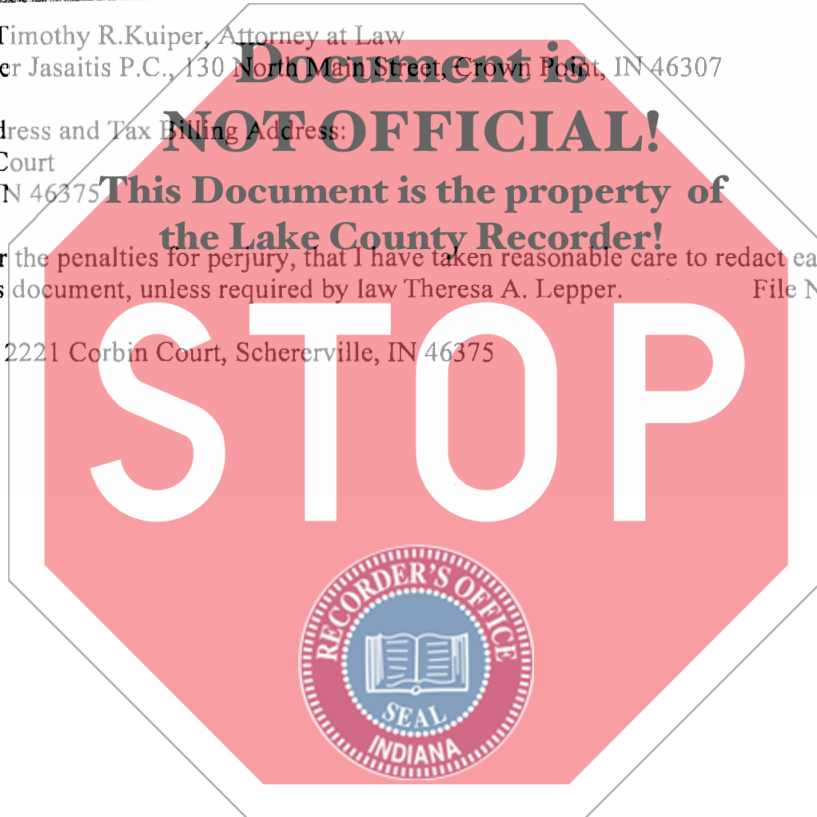 Timothy R.Kuiper, Attorney at Law
er Jasaitis P.C., 130 North Main Street, Crown Point, IN 46307
Document is
dress and Tax Billing Address:
NOT OFFICIAL!
Court
N 46375
This Document is the property of
the Lake County Recorder!
r the penalties for perjury, that I have taken reasonable care to redact ea
s document, unless required by law Theresa A. Lepper. File N
2221 Corbin Court, Schererville, IN 46375
STOP
RECORDER'S OFFICE
SEAL
INDIANA